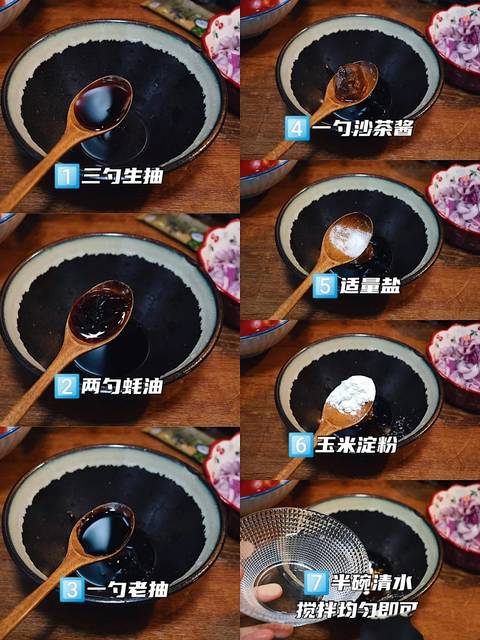 1 三勺生抽
2 两勺蚝油
3 一勺老抽
4 一勺沙茶酱
5 适量盐
6 玉米淀粉
7 半碗清水
搅拌均匀即可